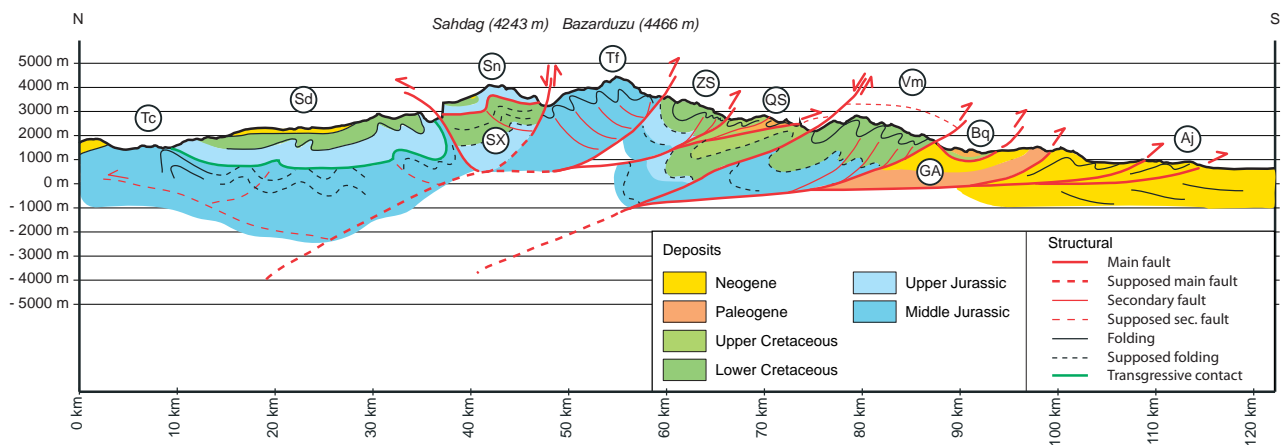 N
Sahdag (4243 m) Bazarduzu (4466 m)
S
5000 m
4000 m
3000 m
2000 m
1000 m
0 m
- 1000 m
- 2000 m
- 3000 m
- 4000 m
- 5000 m
Tc
Sd
Sn
SX
Tf
ZS
QS
Vm
Bq
GA
Aj
Deposits
Neogene
Paleogene
Upper Cretaceous
Lower Cretaceous
Upper Jurassic
Middle Jurassic
Structural
Main fault
Supposed main fault
Secondary fault
Supposed sec. fault
Folding
Supposed folding
Transgressive contact
0 km
10 km
20 km
30 km
40 km
50 km
60 km
70 km
80 km
90 km
100 km
110 km
120 km